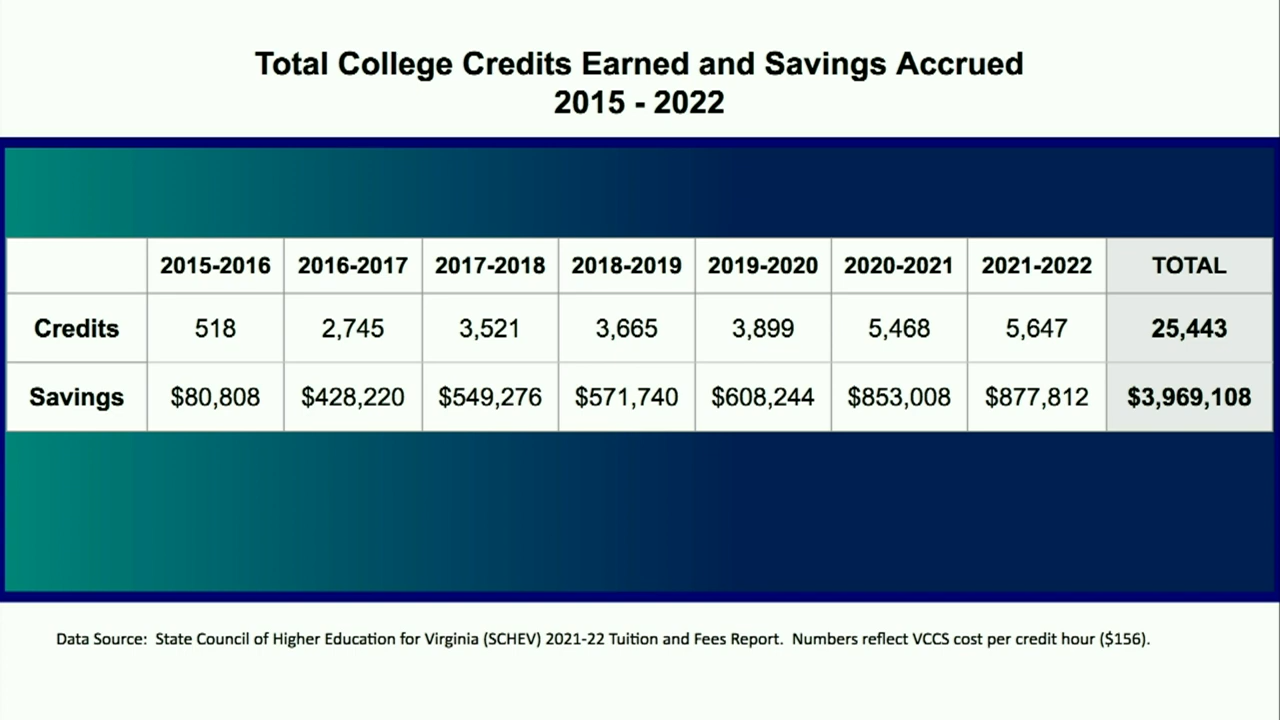 Total College Credits Earned and Savings Accrued
2015 - 2022
2015-2016 2016-2017 2017-2018 2018-2019 2019-2020 2020-2021 2021-2022 TOTAL
Credits 518 2,745 3,521 3,665 3,899 5,468 5,647 25,443
Savings $80,808 $428,220 $549,276 $571,740 $608,244 $853,008 $877,812 $3,969,108
Data Source: State Council of Higher Education for Virginia (SCHEV) 2021-22 Tuition and Fees Report. Numbers reflect VCCS cost per credit hour ($156).